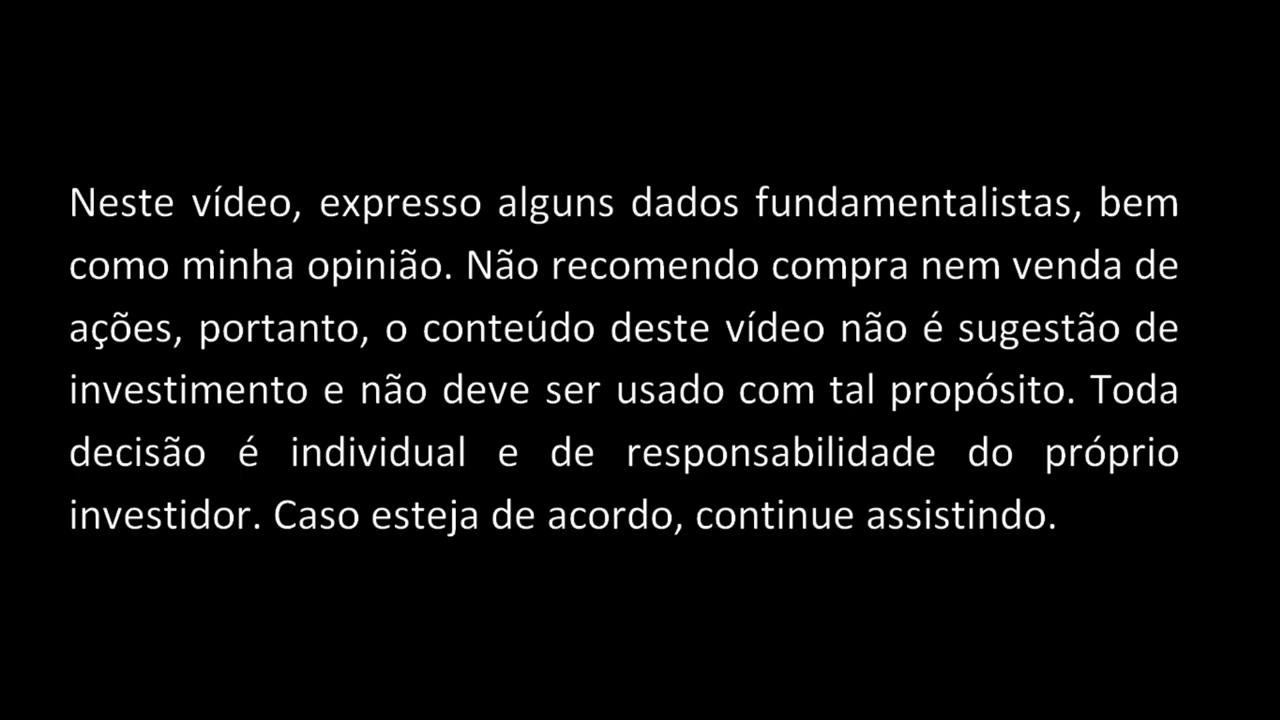 Neste vídeo, expresso alguns dados fundamentalistas, bem
como minha opinião. Não recomendo compra nem venda de
ações, portanto, o conteúdo deste vídeo não é sugestão de
investimento e não deve ser usado com tal propósito. Toda
decisão é individual e de responsabilidade do próprio
investidor. Caso esteja de acordo, continue assistindo.